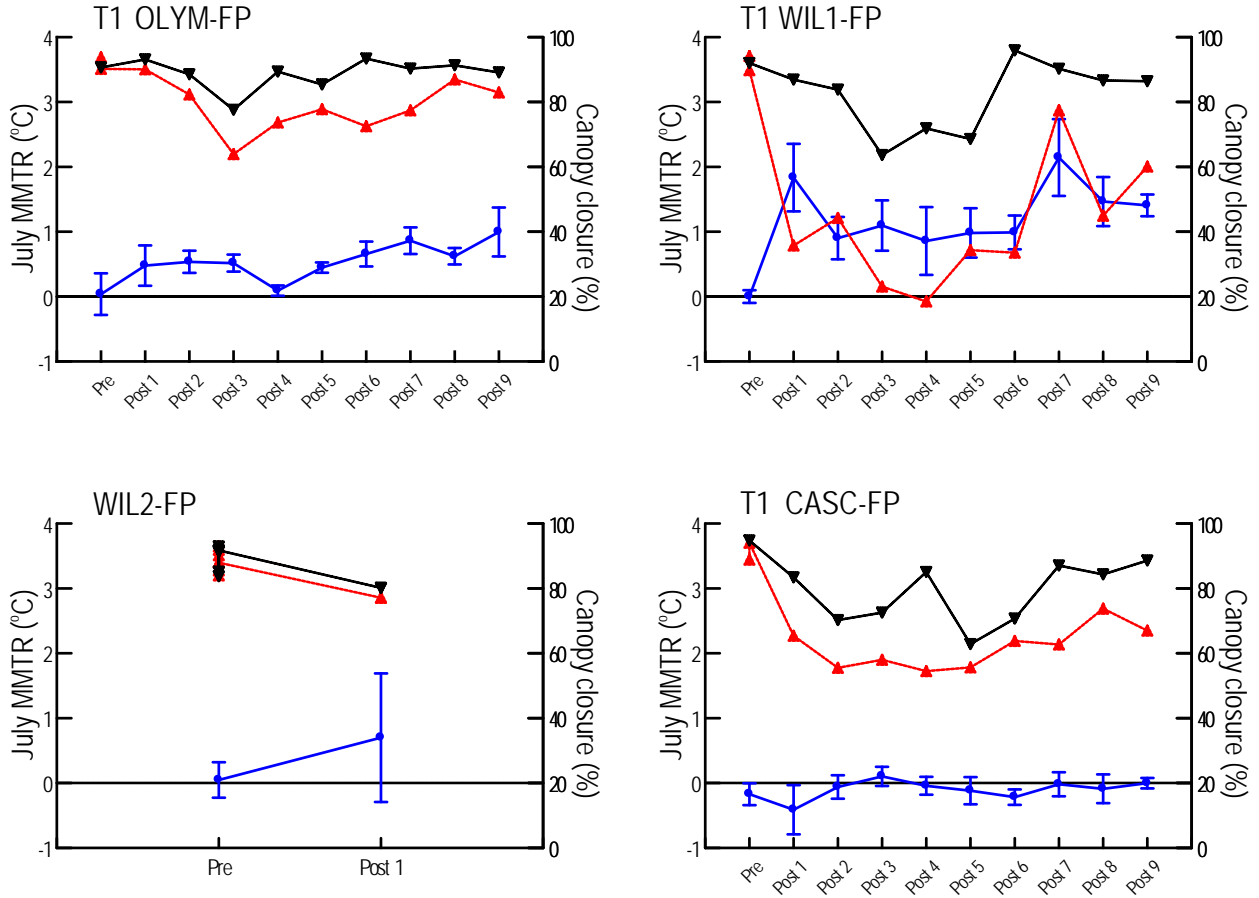 T1 OLYM-FP
4
3
2
1
0
-1
July MMTR (ºC)
100
80
60
40
20
0
Canopy closure (%)
Pre
Post 1
Post 2
Post 3
Post 4
Post 5
Post 6
Post 7
Post 8
Post 9
T1 WIL1-FP
4
3
2
1
0
-1
July MMTR (ºC)
100
80
60
40
20
0
Canopy closure (%)
Pre
Post 1
Post 2
Post 3
Post 4
Post 5
Post 6
Post 7
Post 8
Post 9
WIL2-FP
4
3
2
1
0
-1
July MMTR (ºC)
100
80
60
40
20
0
Canopy closure (%)
Pre
Post 1
T1 CASC-FP
4
3
2
1
0
-1
July MMTR (ºC)
100
80
60
40
20
0
Canopy closure (%)
Pre
Post 1
Post 2
Post 3
Post 4
Post 5
Post 6
Post 7
Post 8
Post 9